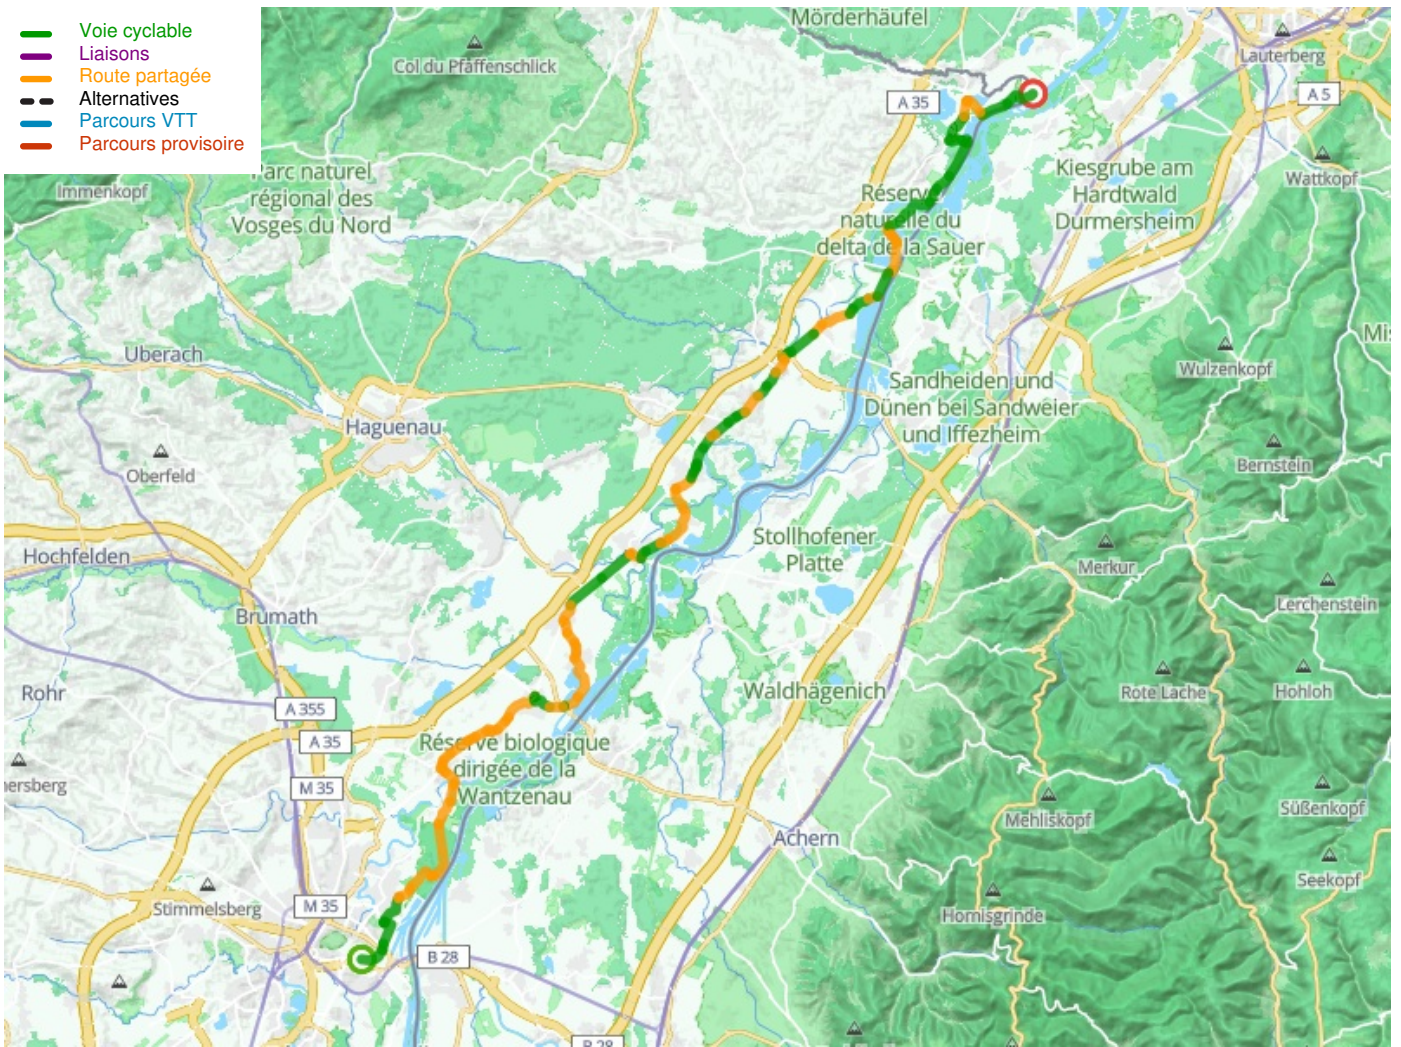 Voie cyclable
Liaisons
Route partagée
Alternatives
Parcours VTT
Parcours provisoire
Mörderhäufel
Col du Pfaffenschlick
Lauterberg
A 35
A 5
Immenkopf
Parc naturel
régional des
Vosges du Nord
Kiesgrube am
Hardtwald
Durmersheim
Wattkopf
Réserve
naturelle du
delta de la Sauer
Uberach
Wulzenkopf
Sandheiden und
Dünen bei Sandweier
und Iffezheim
Haguenau
Oberfeld
Bernstein
Hochfelden
Stollhofener
Platte
Merkur
Lerchenstein
Brumath
Rohr
Waldhägenich
Rote Lache
Hohloh
A 355
A 35
Réserve biologique
dirigée de la
Wantzenau
M 35
ersberg
Süßenkopf
Mehliskopf
Achern
Seekopf
Stimmelsberg
M 35
Hornisgrinde
B 28
B 28